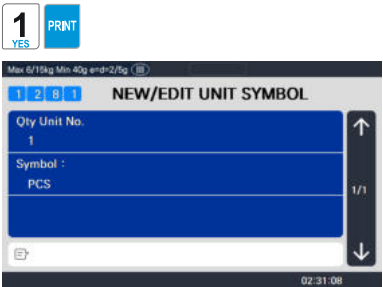 1 PRINT
YES
Max 6/15kg Min 40g e=d=2/5g (III)
1 2 8 1 NEW/EDIT UNIT SYMBOL
Qty Unit No.
1
Symbol :
PCS
1/1
02:31:08